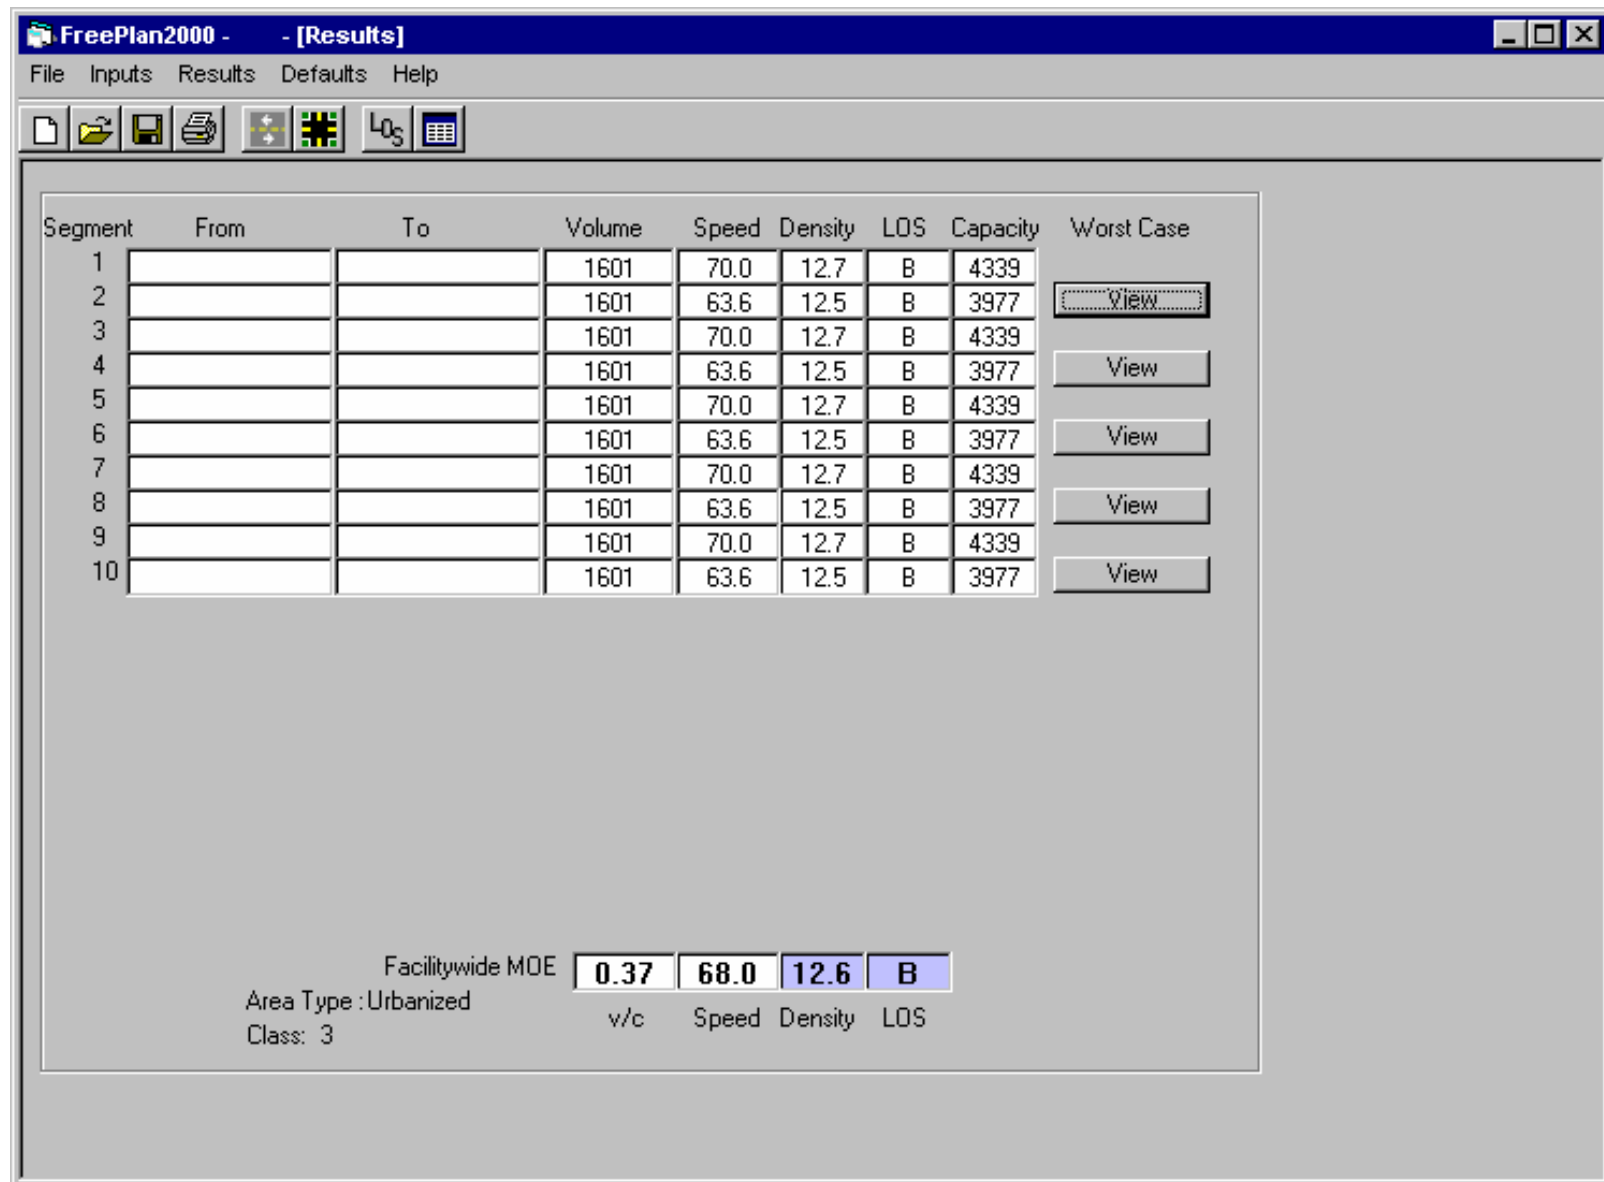 FreePlan2000 - - [Results]
File Inputs Results Defaults Help
LOS
Segment From To Volume Speed Density LOS Capacity Worst Case
1 1601 70.0 12.7 B 4339
2 1601 63.6 12.5 B 3977 View
3 1601 70.0 12.7 B 4339
4 1601 63.6 12.5 B 3977 View
5 1601 70.0 12.7 B 4339
6 1601 63.6 12.5 B 3977 View
7 1601 70.0 12.7 B 4339
8 1601 63.6 12.5 B 3977 View
9 1601 70.0 12.7 B 4339
10 1601 63.6 12.5 B 3977 View
Facilitywide MOE 0.37 68.0 12.6 B
Area Type : Urbanized
v/c Speed Density LOS
Class: 3